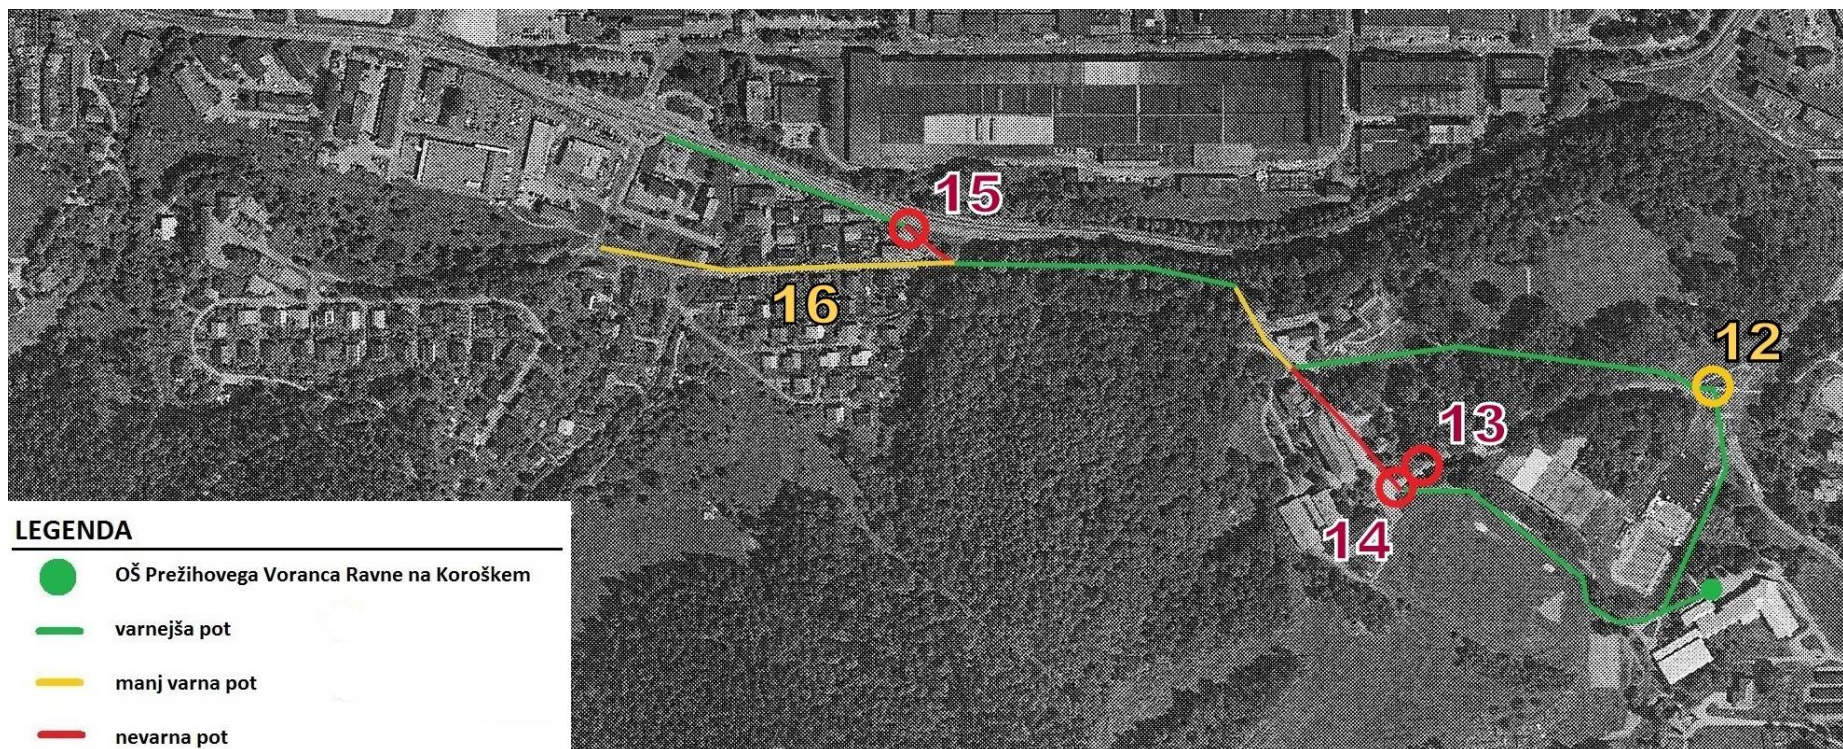 15
16
12
13
14
LEGENDA
OŠ Prežihovega Voranca Ravne na Koroškem
varnejša pot
manj varna pot
nevarna pot